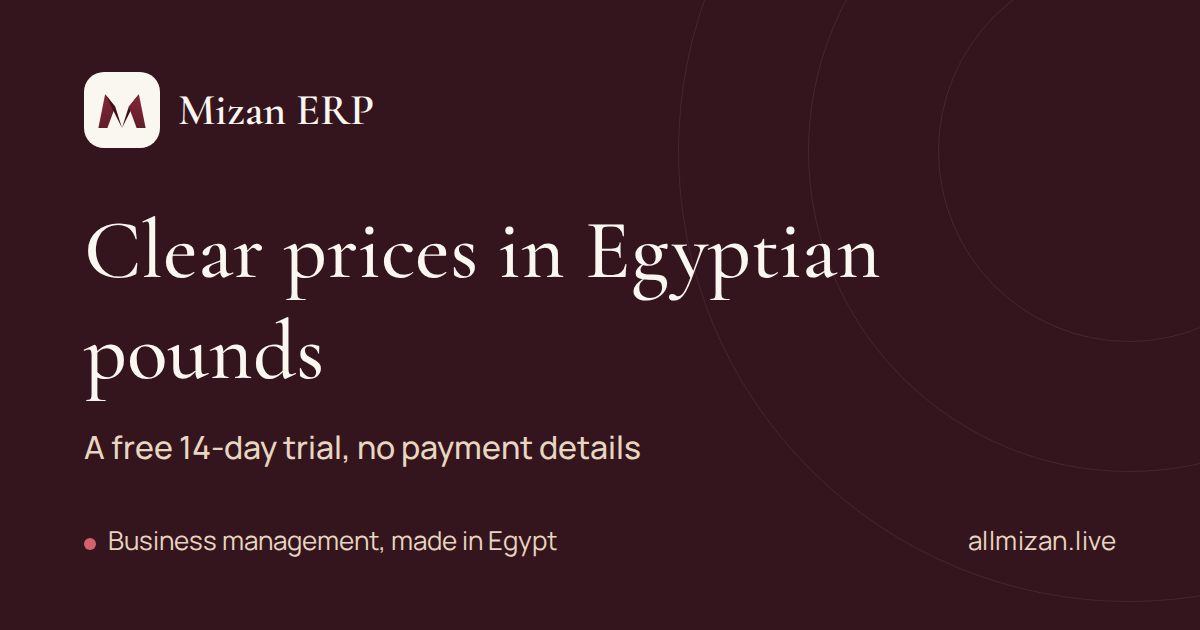 Mizan ERP
Clear prices in Egyptian
pounds
A free 14-day trial, no payment details
Business management, made in Egypt
allmizan.live